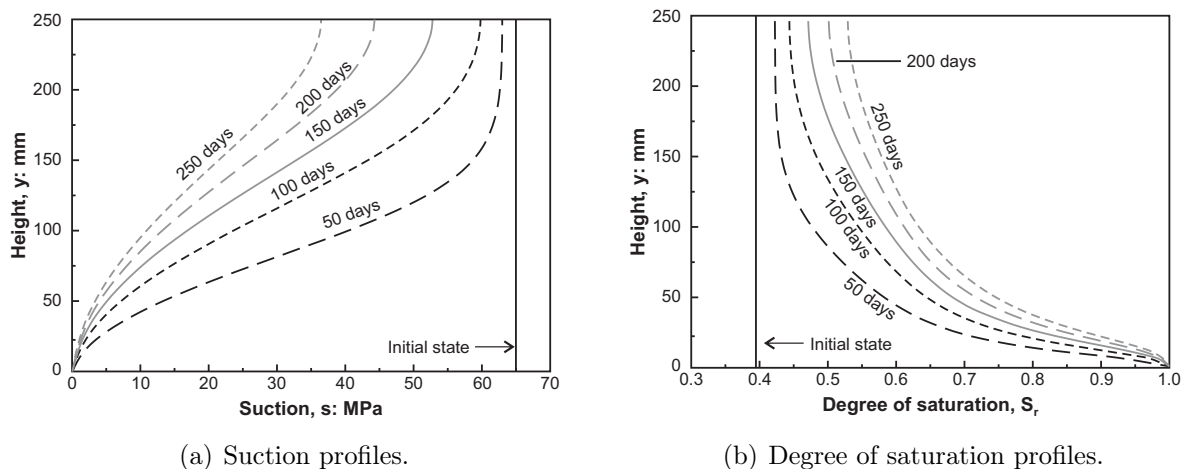 250
200
150
100
50
0
Height, y: mm
250 days
200 days
150 days
100 days
50 days
Initial state
0 10 20 30 40 50 60 70
Suction, s: MPa
(a) Suction profiles.
250
200
150
100
50
0
Height, y: mm
200 days
250 days
150 days
100 days
50 days
Initial state
0.3 0.4 0.5 0.6 0.7 0.8 0.9 1.0
Degree of saturation, Sᵣ
(b) Degree of saturation profiles.